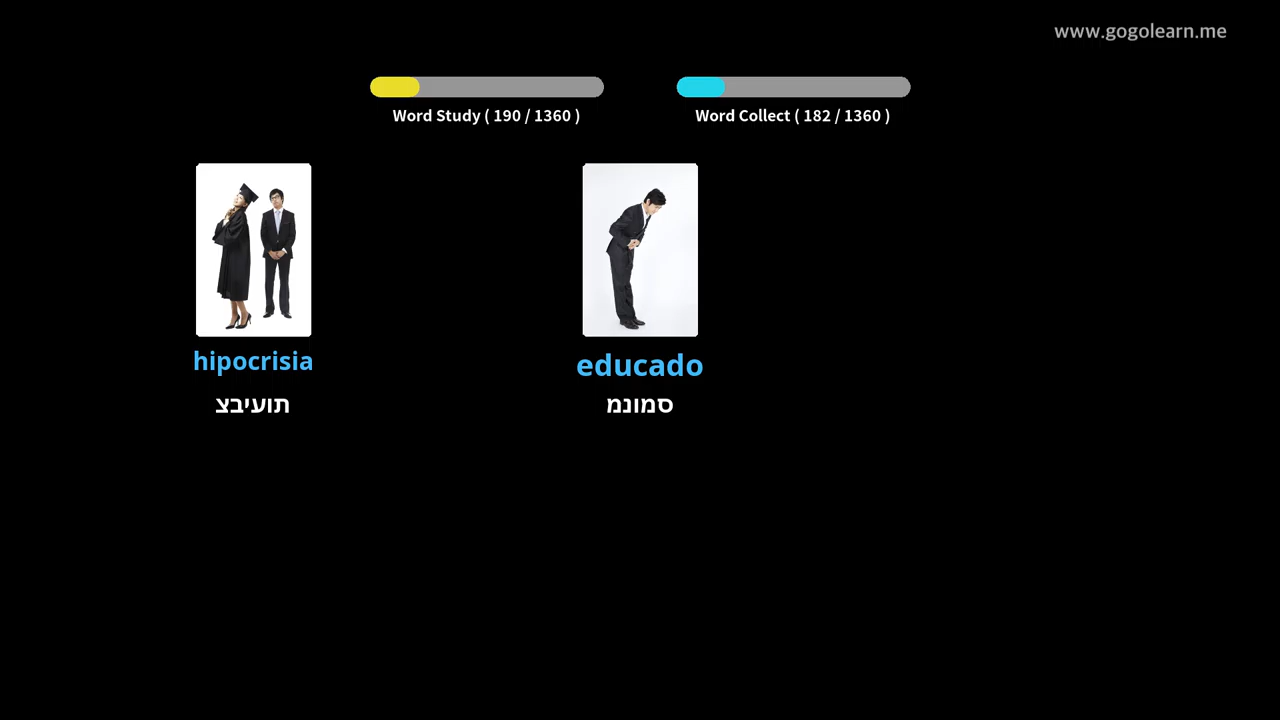 www.gogolearn.me
Word Study ( 190 / 1360 )
Word Collect ( 182 / 1360 )
hipocrisia
תועיבצ
educado
סמונמ